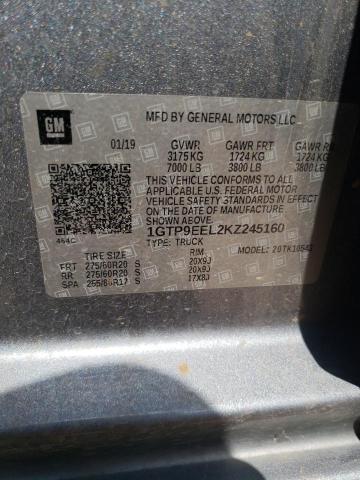 GM
MFD BY GENERAL MOTORS LLC
01/19 GVWR GAWR FRT GAWR RR
3175 KG 1724 KG 1724 KG
7000 LB 3800 LB 3800 LB
THIS VEHICLE CONFORMS TO ALL
APPLICABLE U.S. FEDERAL MOTOR
VEHICLE SAFETY STANDARDS IN
EFFECT ON THE DATE OF MANUFACTURE
SHOWN ABOVE
1GTP9EEL2KZ245160
464C TYPE: TRUCK MODEL: 20TK10543
TIRE SIZE RIM
FRT 275/60R20 S 20X9J
RR 275/60R20 S 20X9J
SPA 255/80R17 S 17X8J